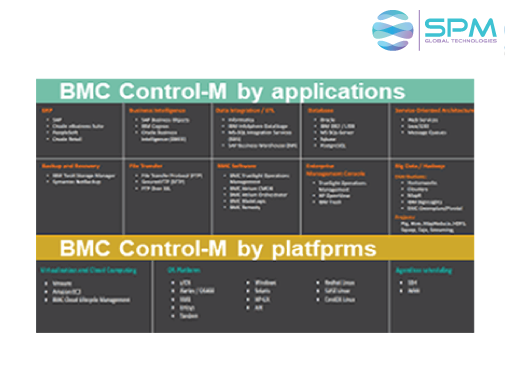 SPM
GLOBAL TECHNOLOGIES
BMC Control-M by applications
ERP
• SAP
• Oracle eBusiness Suite
• PeopleSoft
• Oracle Retail
Business Intelligence
• SAP Business Objects
• IBM Cognos
• Oracle Business
Intelligence (OBIEE)
Data Integration / ETL
• Informatica
• IBM InfoSphere DataStage
• MS-SQL Integration Services
(SSIS)
• SAP Business Warehouse (BW)
Database
• Oracle
• IBM DB2 / UDB
• MS SQL-Server
• Sybase
• PostgreSQL
Service Oriented Architecture
• Web Services
• Java/J2EE
• Message Queues
Backup and Recovery
• IBM Tivoli Storage Manager
• Symantec NetBackup
File Transfer
• File Transfer Protocol (FTP)
• Secured FTP (SFTP)
• FTP Over SSL
BMC Software
• BMC TrueSight Operations
Management
• BMC Atrium CMDB
• BMC Atrium Orchestrator
• BMC BladeLogic
• BMC Remedy
Enterprise
Management Console
• TrueSight Operations
Management
• HP OpenView
• IBM Tivoli
Big Data / Hadoop
Distributions:
• Hortonworks
• Cloudera
• MapR
• IBM BigInsights
• EMC Greenplum/Pivotal
Projects:
Pig, Hive, MapReduce, HDFS,
Sqoop, Tajo, Streaming
BMC Control-M by platfprms
Virtualization and Cloud Computing
• Vmware
• Amazon EC2
• BMC Cloud Lifecycle Management
OS Platform
• z/OS
• iSeries / OS400
• Unisys
• Tandem
• Windows
• Solaris
• HP-UX
• AIX
• Redhat Linux
• SUSE Linux
• CentOS Linux
Agentless scheduling
• SSH
• WMI